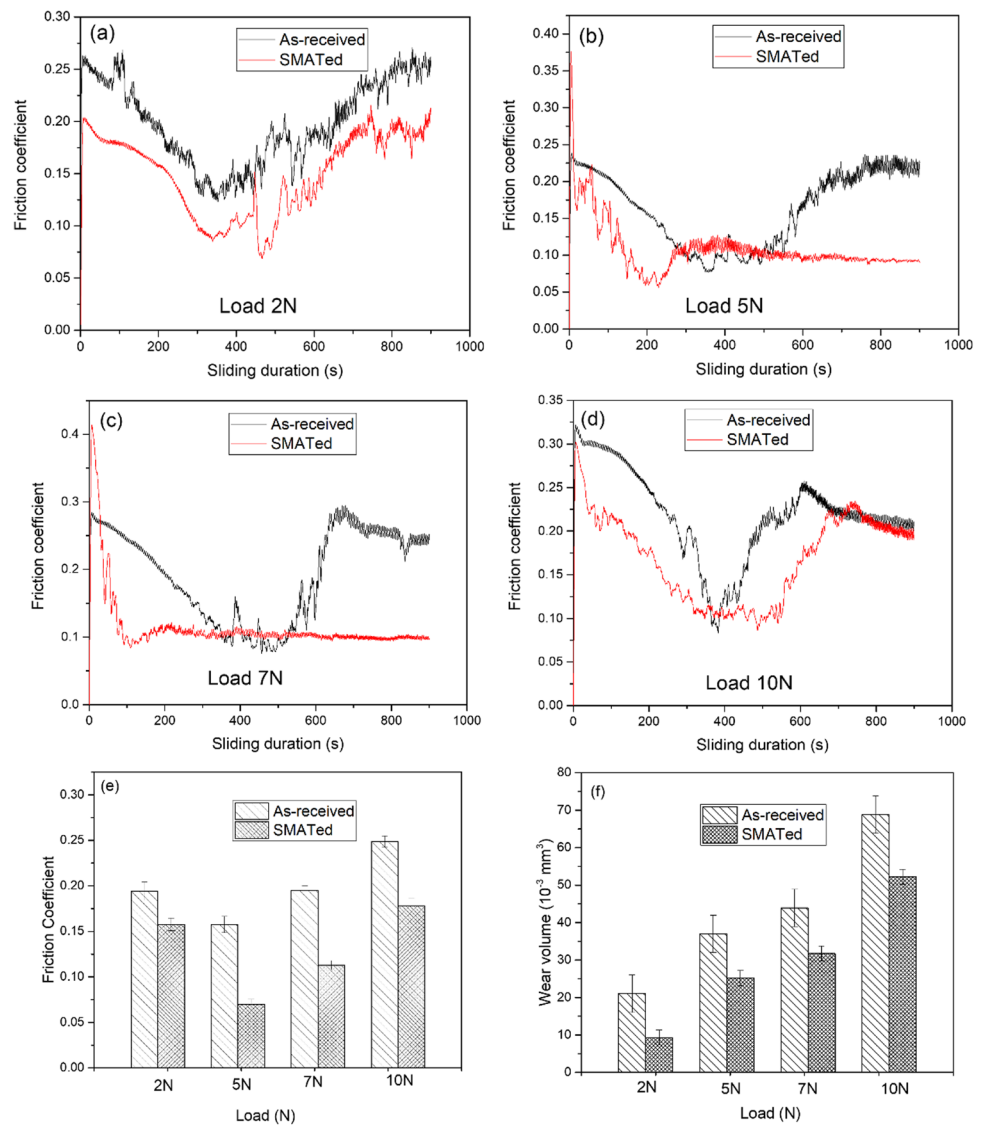 (a)
As-received
SMATed
0.30
0.25
0.20
0.15
0.10
0.05
0.00
Friction coefficient
Load 2N
0 200 400 600 800 1000
Sliding duration (s)
(b)
As-received
SMATed
0.40
0.35
0.30
0.25
0.20
0.15
0.10
0.05
0.00
Friction coefficient
Load 5N
0 200 400 600 800 1000
Sliding duration (s)
(c)
As-received
SMATed
0.4
0.3
0.2
0.1
0.0
Friction coefficient
Load 7N
0 200 400 600 800 1000
Sliding duration (s)
(d)
As-received
SMATed
0.35
0.30
0.25
0.20
0.15
0.10
0.05
0.00
Friction coefficient
Load 10N
0 200 400 600 800 1000
Sliding duration (s)
(e)
As-received
SMATed
0.30
0.25
0.20
0.15
0.10
0.05
0.00
Friction Coefficient
2N 5N 7N 10N
Load (N)
(f)
As-received
SMATed
80
70
60
50
40
30
20
10
0
Wear volume (10⁻³ mm³)
2N 5N 7N 10N
Load (N)